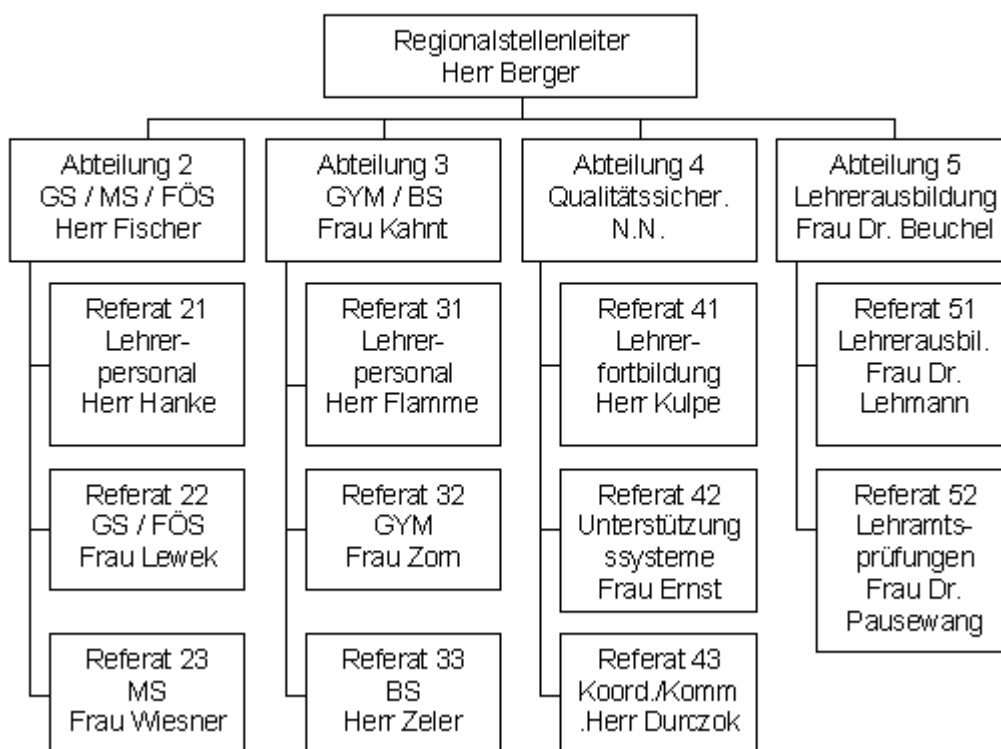 Regionalstellenleiter
Herr Berger
Abteilung 2
GS / MS / FÖS
Herr Fischer
Abteilung 3
GYM / BS
Frau Kahnt
Abteilung 4
Qualitätssicher.
N.N.
Abteilung 5
Lehrerausbildung
Frau Dr. Beuchel
Referat 21
Lehrer-
personal
Herr Hanke
Referat 31
Lehrer-
personal
Herr Flamme
Referat 41
Lehrer-
fortbildung
Herr Kulpe
Referat 51
Lehrerausbil.
Frau Dr.
Lehmann
Referat 22
GS / FÖS
Frau Lewek
Referat 32
GYM
Frau Zorn
Referat 42
Unterstützung
ssysteme
Frau Ernst
Referat 52
Lehramts-
prüfungen
Frau Dr.
Pausewang
Referat 23
MS
Frau Wiesner
Referat 33
BS
Herr Zeler
Referat 43
Koord./Komm
.Herr Durczok